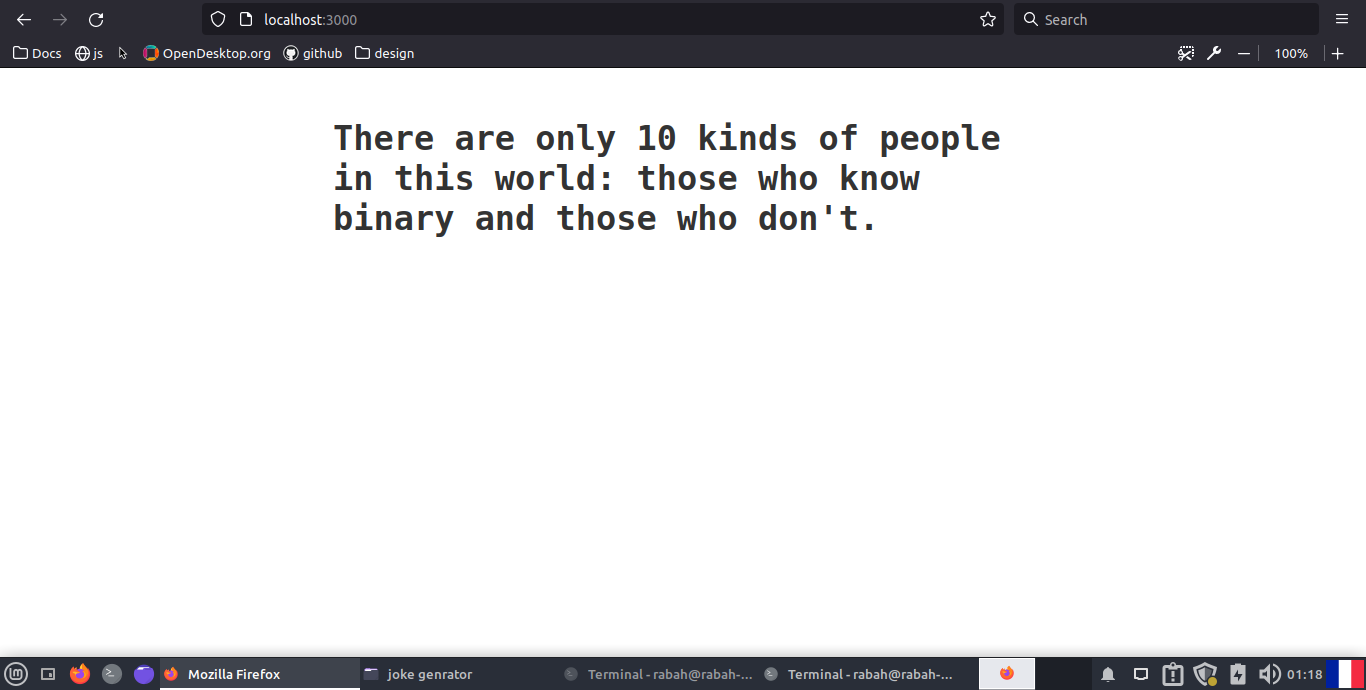 localhost:3000
Search
Docs
js
OpenDesktop.org
github
design
100%
There are only 10 kinds of people
in this world: those who know
binary and those who don't.
Mozilla Firefox
joke genrator
Terminal - rabah@rabah-...
Terminal - rabah@rabah-...
01:18